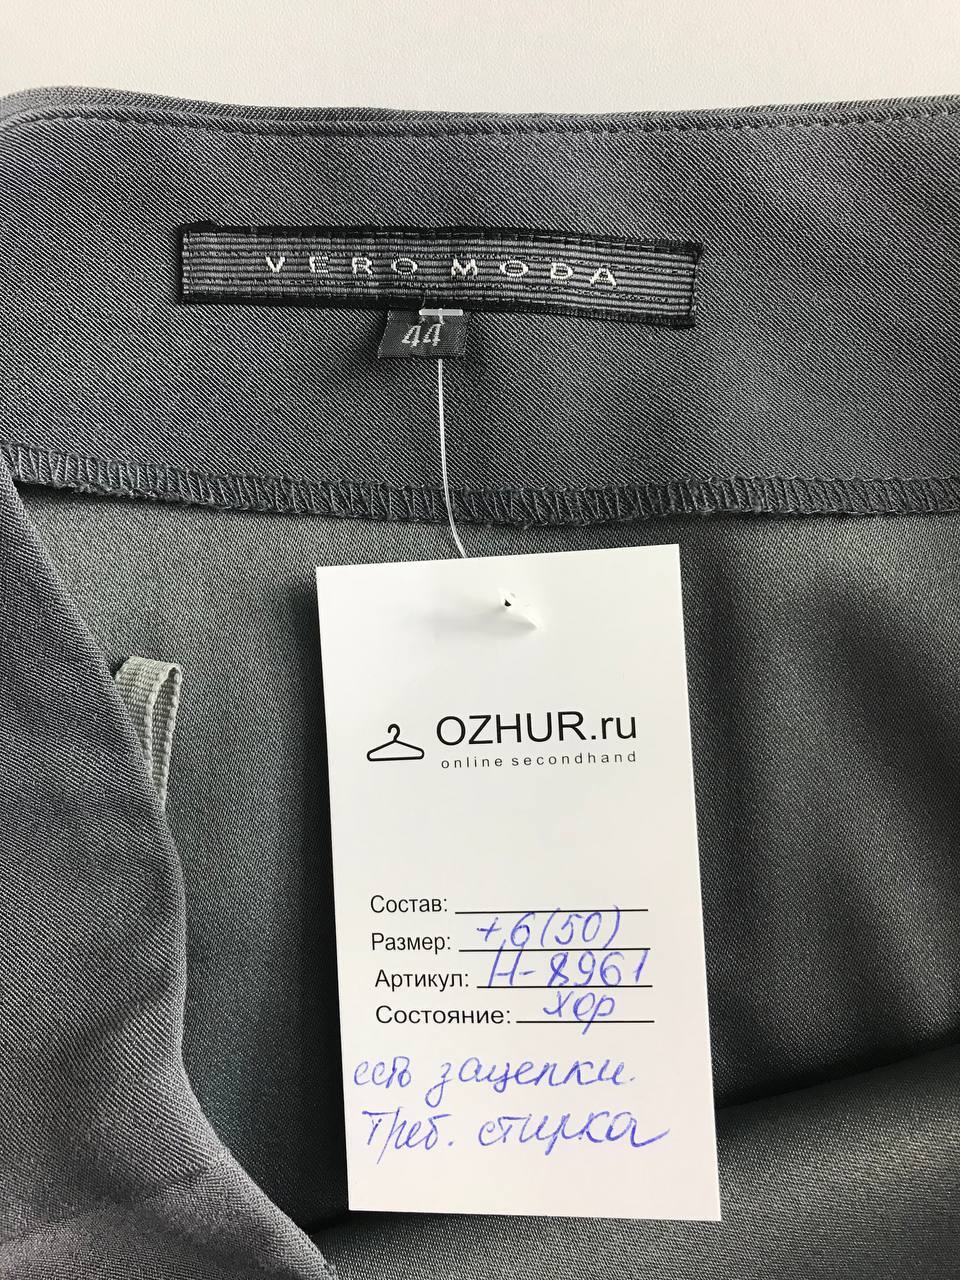 VERO MODA
44
OZHUR.ru
online secondhand
Состав:
Размер: +6(50)
Артикул: Н-8961
Состояние: хор
есть зацепки.
Треб. стирка